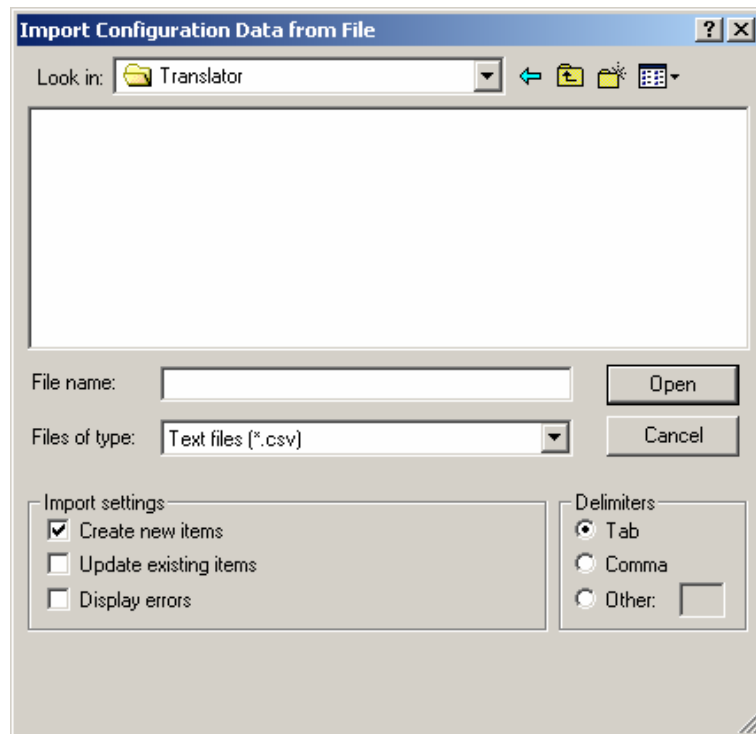 Import Configuration Data from File
Look in: Translator
File name:
Open
Files of type: Text files (*.csv)
Cancel
Import settings
Create new items
Update existing items
Display errors
Delimiters
Tab
Comma
Other: